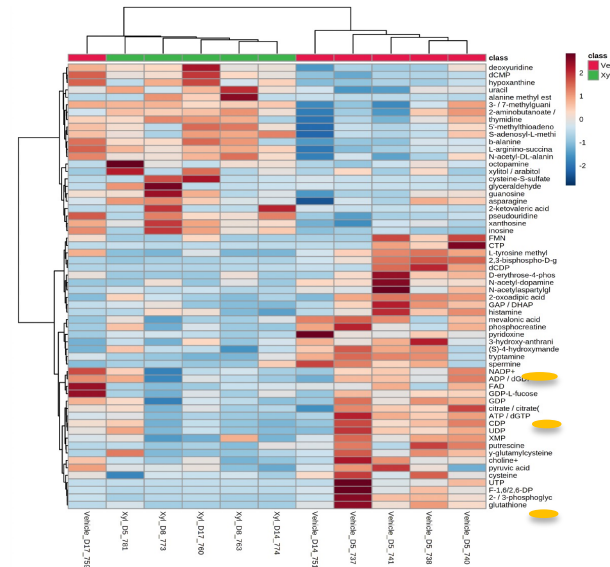 class
class
Ve
Xy
2
1
0
-1
-2
deoxyuridine
dCMP
hypoxanthine
uracil
alanine methyl est
3- / 7-methylguani
2-aminobutanoate /
thymidine
5'-methylthioadeno
S-adenosyl-L-methi
b-alanine
L-arginino-succina
N-acetyl-DL-alanin
octopamine
xylitol / arabitol
cysteine-S-sulfate
glyceraldehyde
guanosine
asparagine
2-ketovaleric acid
pseudouridine
xanthosine
inosine
FMN
CTP
L-tyrosine methyl
2,3-bisphospho-D-g
dCDP
D-erythrose-4-phos
N-acetyl-dopamine
N-acetylaspartylgl
2-oxoadipic acid
GAP / DHAP
histamine
mevalonic acid
phosphocreatine
pyridoxine
3-hydroxy-anthrani
(S)-4-hydroxymande
tryptamine
spermine
NADP+
ADP / dGD
FAD
GDP-L-fucose
GDP
citrate / citrate(
ATP / dGTP
CDP
UDP
XMP
putrescine
y-glutamylcysteine
choline+
pyruvic acid
cysteine
UTP
F-1,6/2,6-DP
2- / 3-phosphoglyc
glutathione
Vehicle_D17_759
Xyl_D5_781
Xyl_D8_773
Xyl_D17_760
Xyl_D8_763
Xyl_D14_774
Vehicle_D14_751
Vehicle_D5_737
Vehicle_D5_741
Vehicle_D5_738
Vehicle_D5_740